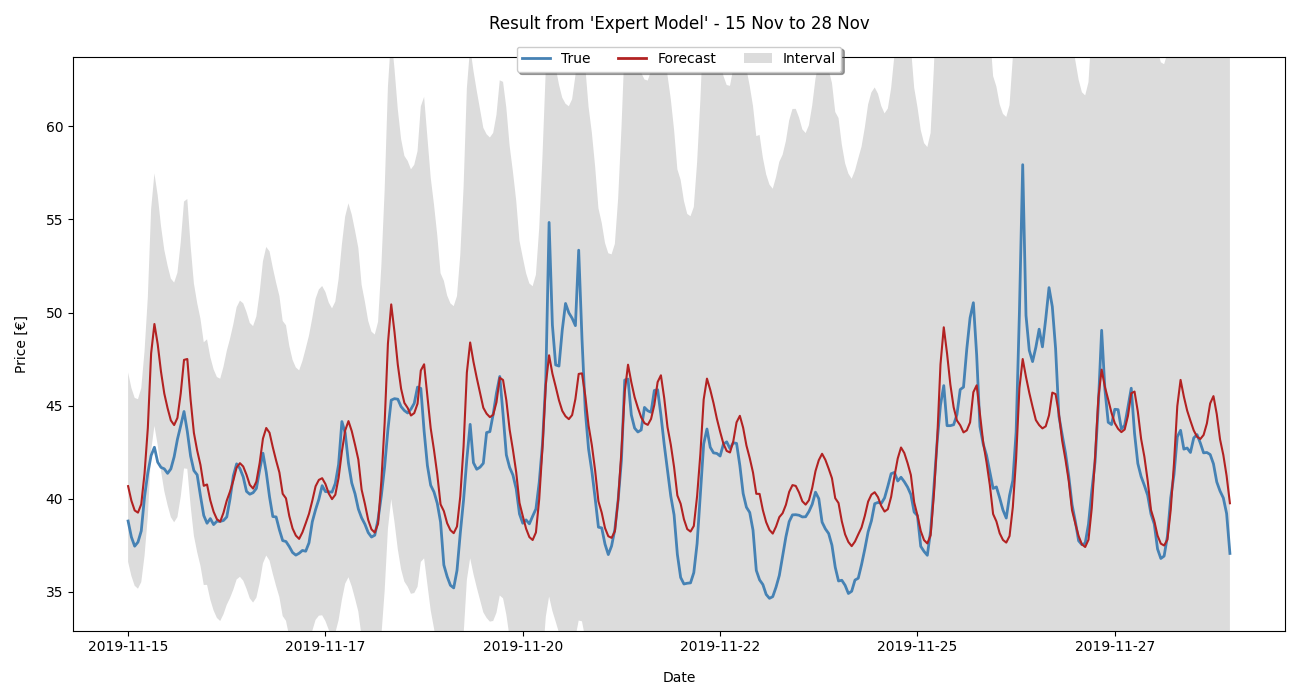 Result from 'Expert Model' - 15 Nov to 28 Nov
True Forecast Interval
Price [€]
60
55
50
45
40
35
2019-11-15 2019-11-17 2019-11-20 2019-11-22 2019-11-25 2019-11-27
Date